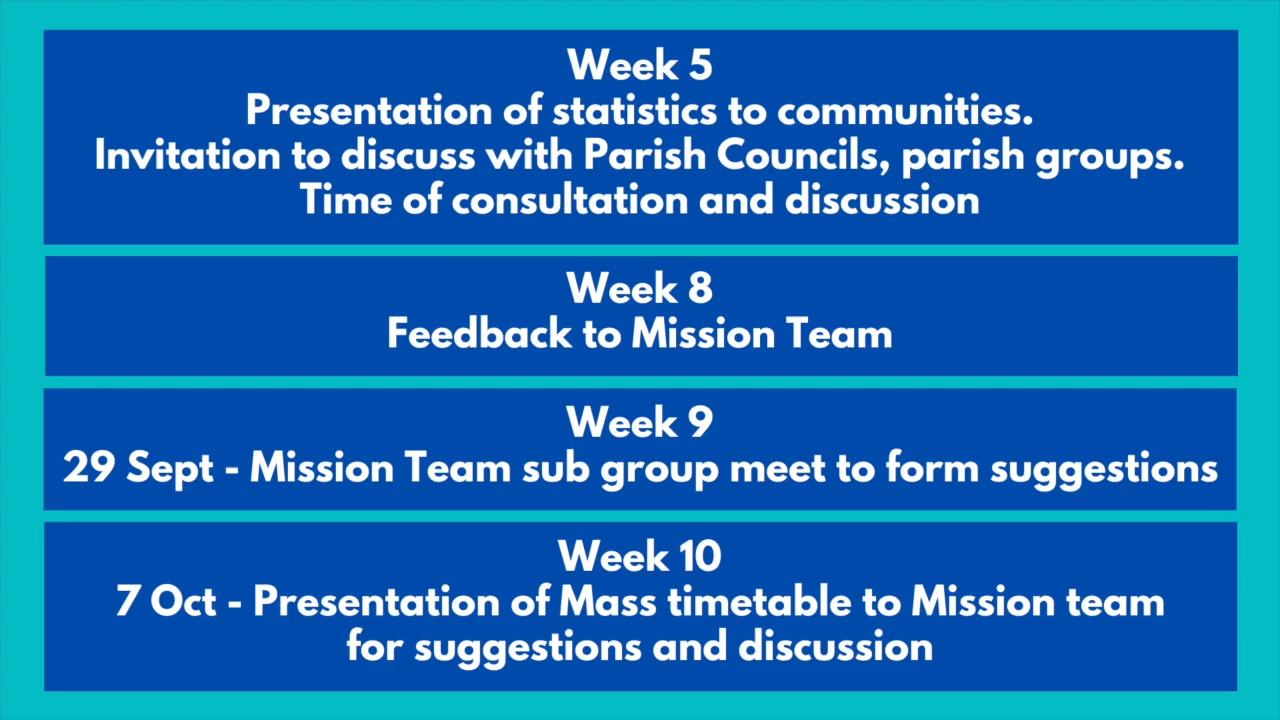 Week 5
Presentation of statistics to communities.
Invitation to discuss with Parish Councils, parish groups.
Time of consultation and discussion
Week 8
Feedback to Mission Team
Week 9
29 Sept - Mission Team sub group meet to form suggestions
Week 10
7 Oct - Presentation of Mass timetable to Mission team
for suggestions and discussion